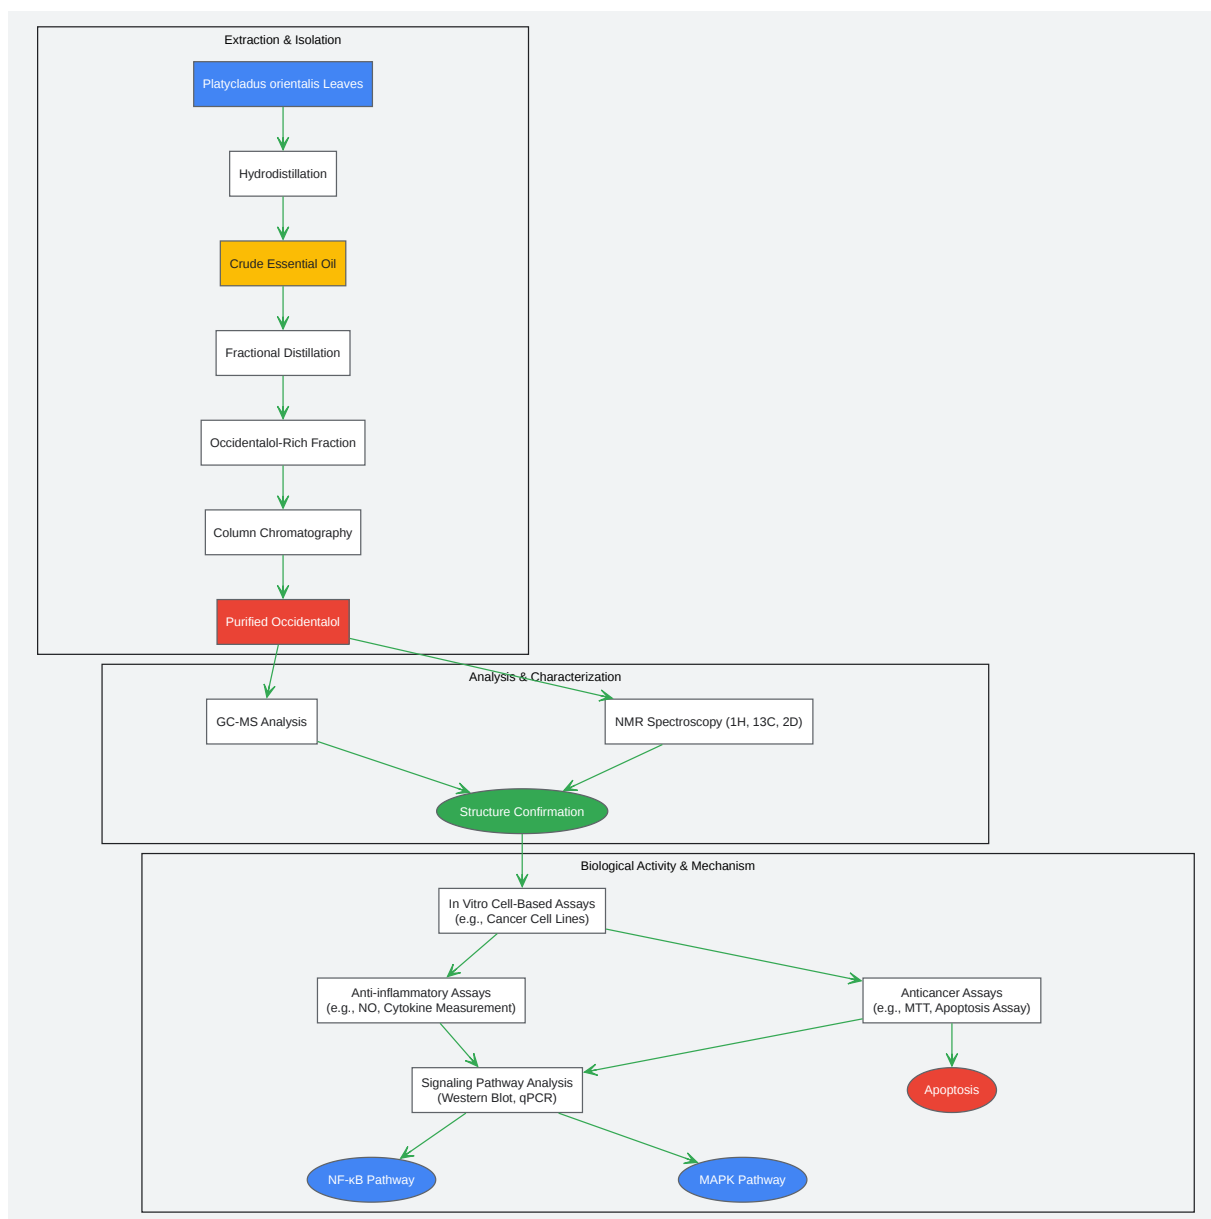 Extraction & Isolation
Platycladus orientalis Leaves
Hydrodistillation
Crude Essential Oil
Fractional Distillation
Occidentalol-Rich Fraction
Column Chromatography
Purified Occidentalol
Analysis & Characterization
GC-MS Analysis
NMR Spectroscopy (1H, 13C, 2D)
Structure Confirmation
Biological Activity & Mechanism
In Vitro Cell-Based Assays
(e.g., Cancer Cell Lines)
Anti-inflammatory Assays
(e.g., NO, Cytokine Measurement)
Anticancer Assays
(e.g., MTT, Apoptosis Assay)
Signaling Pathway Analysis
(Western Blot, qPCR)
Apoptosis
NF-κB Pathway
MAPK Pathway